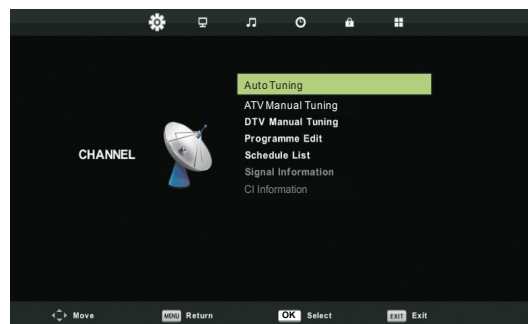 CHANNEL
Auto Tuning
ATV Manual Tuning
DTV Manual Tuning
Programme Edit
Schedule List
Signal Information
CI Information
Move MENU Return OK Select EXIT Exit